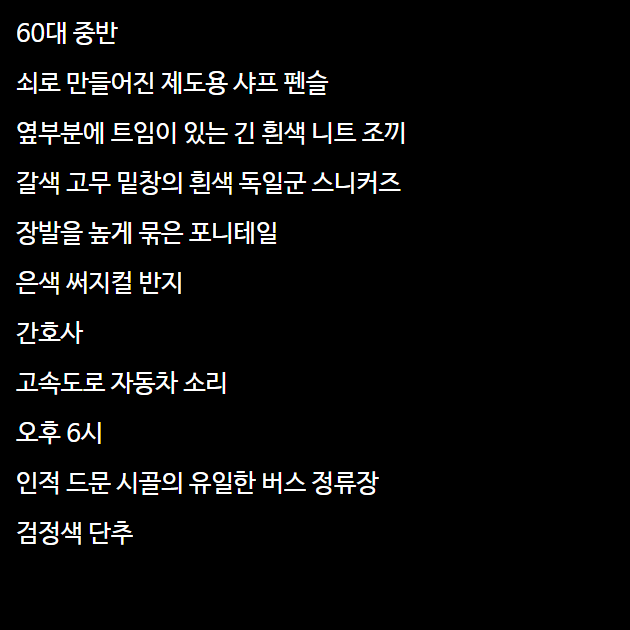 60대 중반
쇠로 만들어진 제도용 샤프 펜슬
옆부분에 트임이 있는 긴 흰색 니트 조끼
갈색 고무 밑창의 흰색 독일군 스니커즈
장발을 높게 묶은 포니테일
은색 써지컬 반지
간호사
고속도로 자동차 소리
오후 6시
인적 드문 시골의 유일한 버스 정류장
검정색 단추